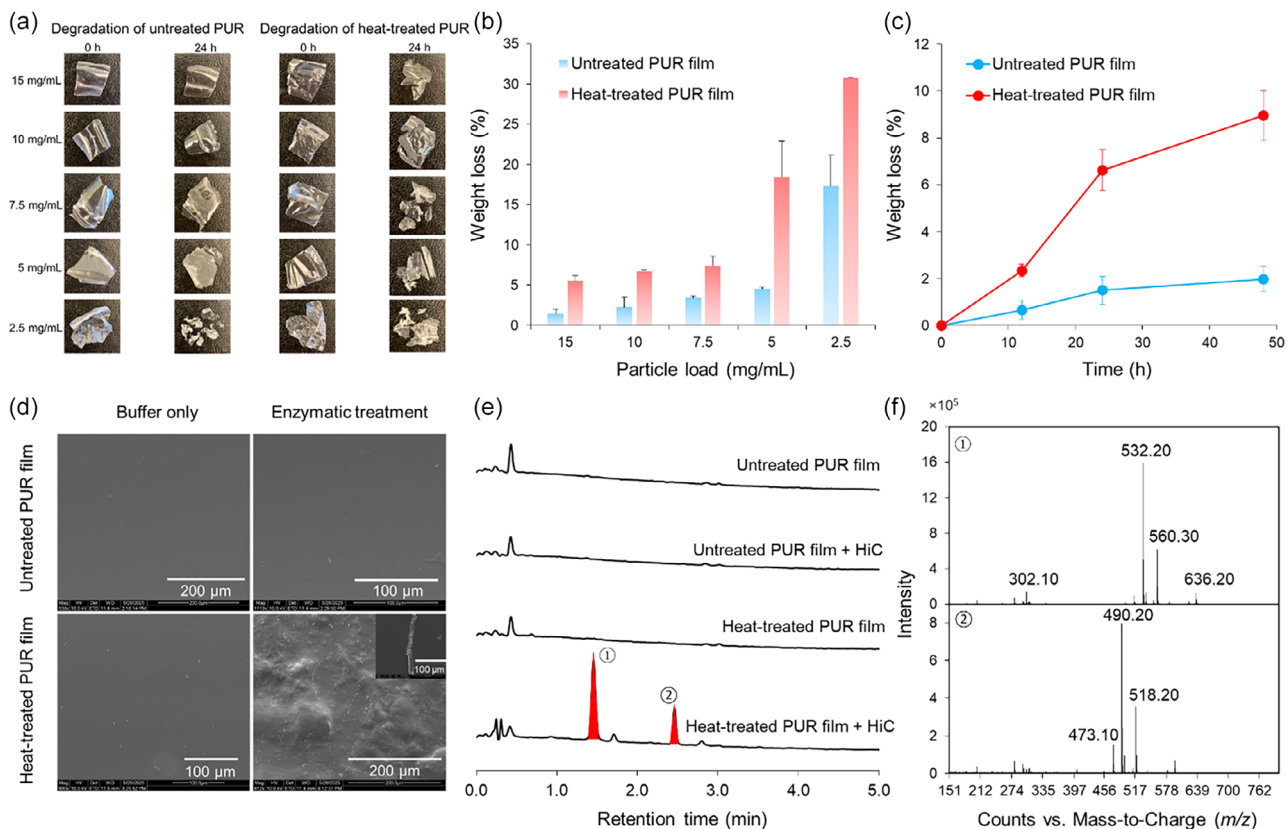 (a)
Degradation of untreated PUR
Degradation of heat-treated PUR
0 h
24 h
0 h
24 h
15 mg/mL
10 mg/mL
7.5 mg/mL
5 mg/mL
2.5 mg/mL
(b)
35
30
25
20
15
10
5
0
Weight loss (%)
Untreated PUR film
Heat-treated PUR film
15
10
7.5
5
2.5
Particle load (mg/mL)
(c)
12
10
8
6
4
2
0
Weight loss (%)
Untreated PUR film
Heat-treated PUR film
0
10
20
30
40
50
Time (h)
(d)
Buffer only
Enzymatic treatment
Untreated PUR film
Heat-treated PUR film
200 µm
100 µm
100 µm
100 µm
200 µm
(e)
Untreated PUR film
Untreated PUR film + HiC
Heat-treated PUR film
①
②
Heat-treated PUR film + HiC
0.0
1.0
2.0
3.0
4.0
5.0
Retention time (min)
(f)
×10⁵
①
20
16
12
8
4
0
532.20
560.30
302.10
636.20
Intensity
②
8
6
4
2
0
490.20
518.20
473.10
151 212 274 335 397 456 517 578 639 700 762
Counts vs. Mass-to-Charge (m/z)